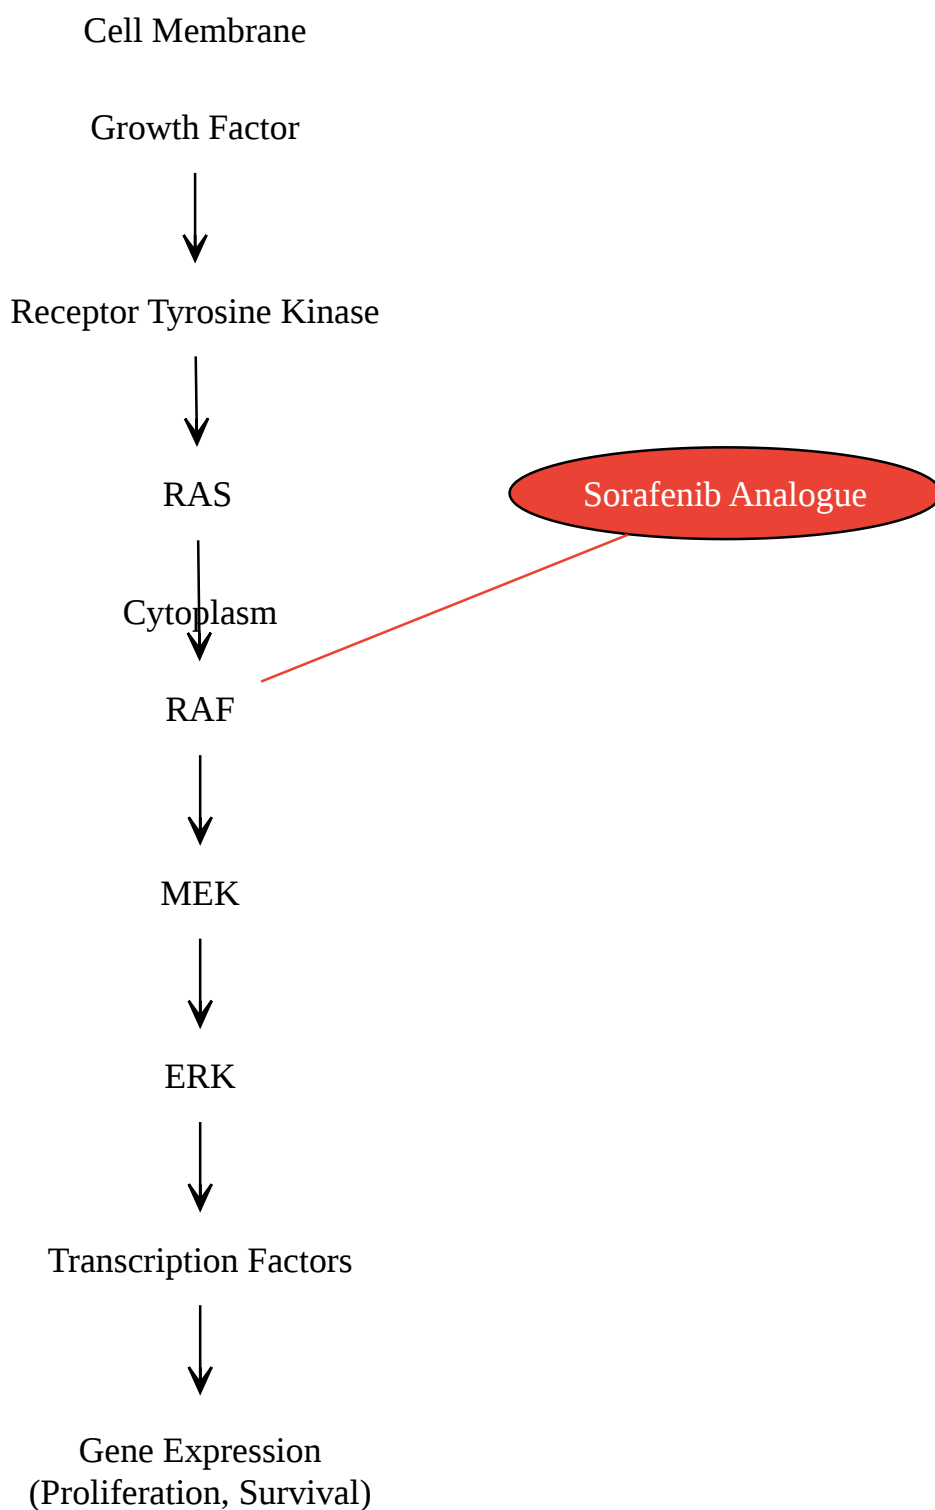 Cell Membrane
Growth Factor
Receptor Tyrosine Kinase
RAS
Sorafenib Analogue
Cytoplasm
RAF
MEK
ERK
Transcription Factors
Gene Expression
(Proliferation, Survival)